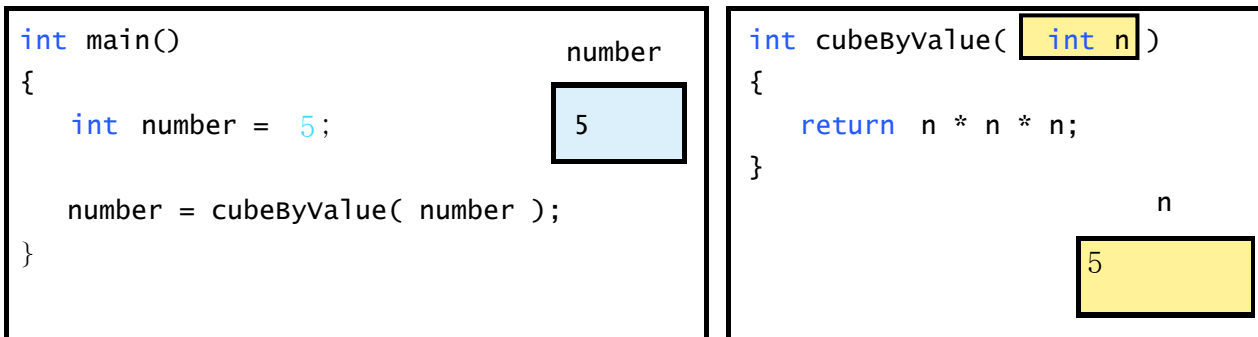 int main()
{
int number = 5;
number = cubeByValue( number );
}
number
5
int cubeByValue( int n )
{
return n * n * n;
}
n
5